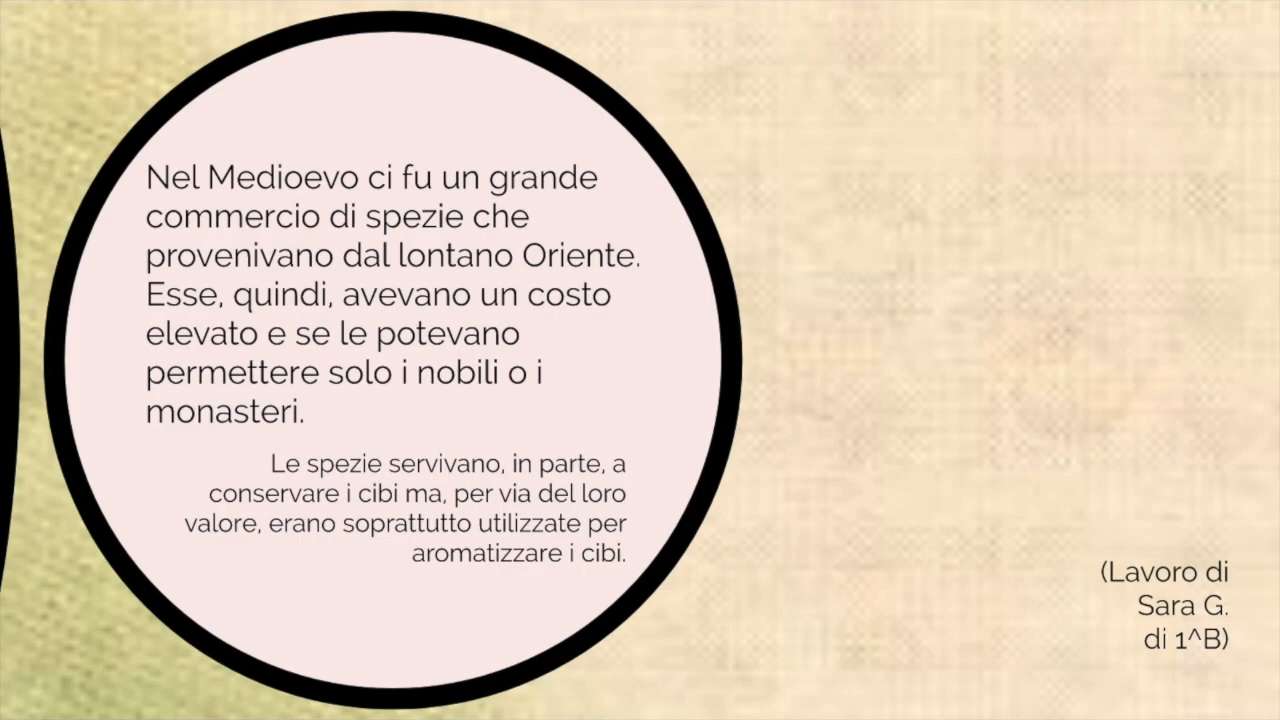 Nel Medioevo ci fu un grande
commercio di spezie che
provenivano dal lontano Oriente.
Esse, quindi, avevano un costo
elevato e se le potevano
permettere solo i nobili o i
monasteri.
Le spezie servivano, in parte, a
conservare i cibi ma, per via del loro
valore, erano soprattutto utilizzate per
aromatizzare i cibi.
(Lavoro di
Sara G.
di 1^B)